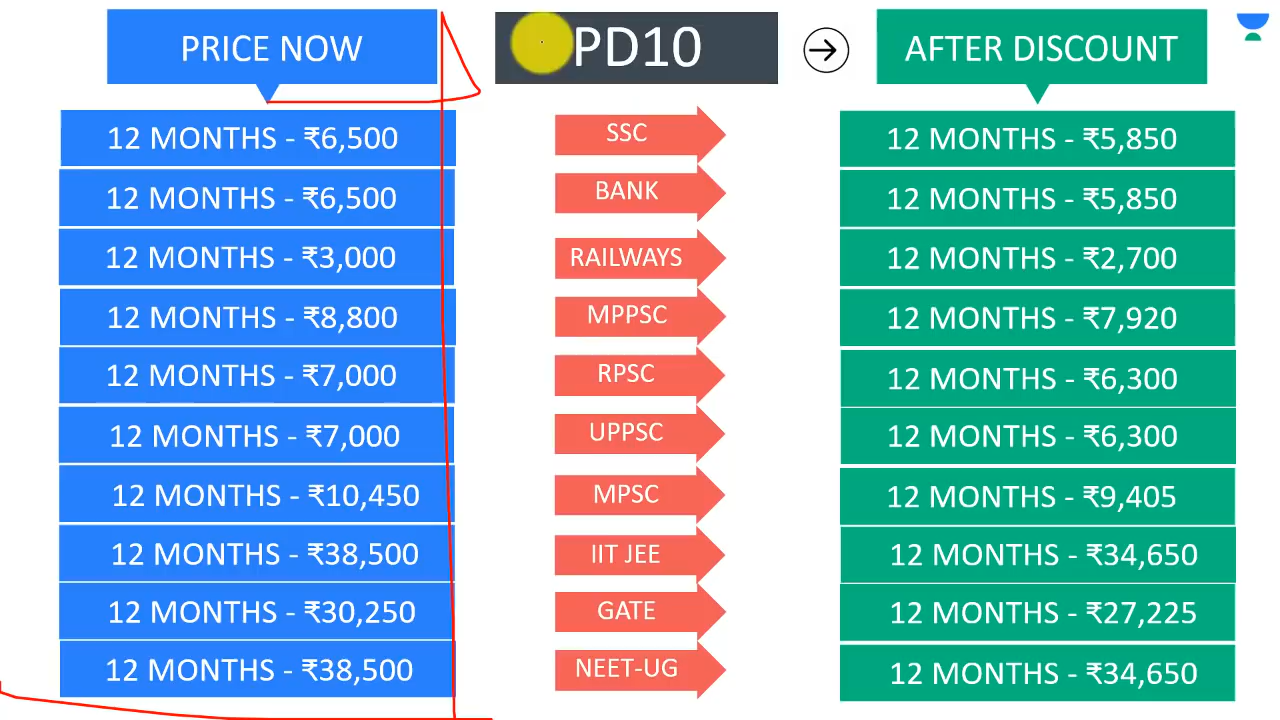 PRICE NOW
PD10
AFTER DISCOUNT
12 MONTHS - ₹6,500
SSC
12 MONTHS - ₹5,850
12 MONTHS - ₹6,500
BANK
12 MONTHS - ₹5,850
12 MONTHS - ₹3,000
RAILWAYS
12 MONTHS - ₹2,700
12 MONTHS - ₹8,800
MPPSC
12 MONTHS - ₹7,920
12 MONTHS - ₹7,000
RPSC
12 MONTHS - ₹6,300
12 MONTHS - ₹7,000
UPPSC
12 MONTHS - ₹6,300
12 MONTHS - ₹10,450
MPSC
12 MONTHS - ₹9,405
12 MONTHS - ₹38,500
IIT JEE
12 MONTHS - ₹34,650
12 MONTHS - ₹30,250
GATE
12 MONTHS - ₹27,225
12 MONTHS - ₹38,500
NEET-UG
12 MONTHS - ₹34,650